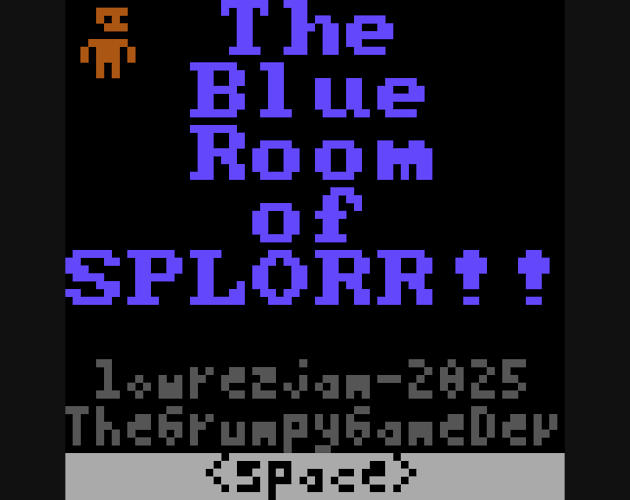 The
Blue
Room
of
SPLORR!!
lowrezjam-2025
TheGrumpyGameDev
<space>